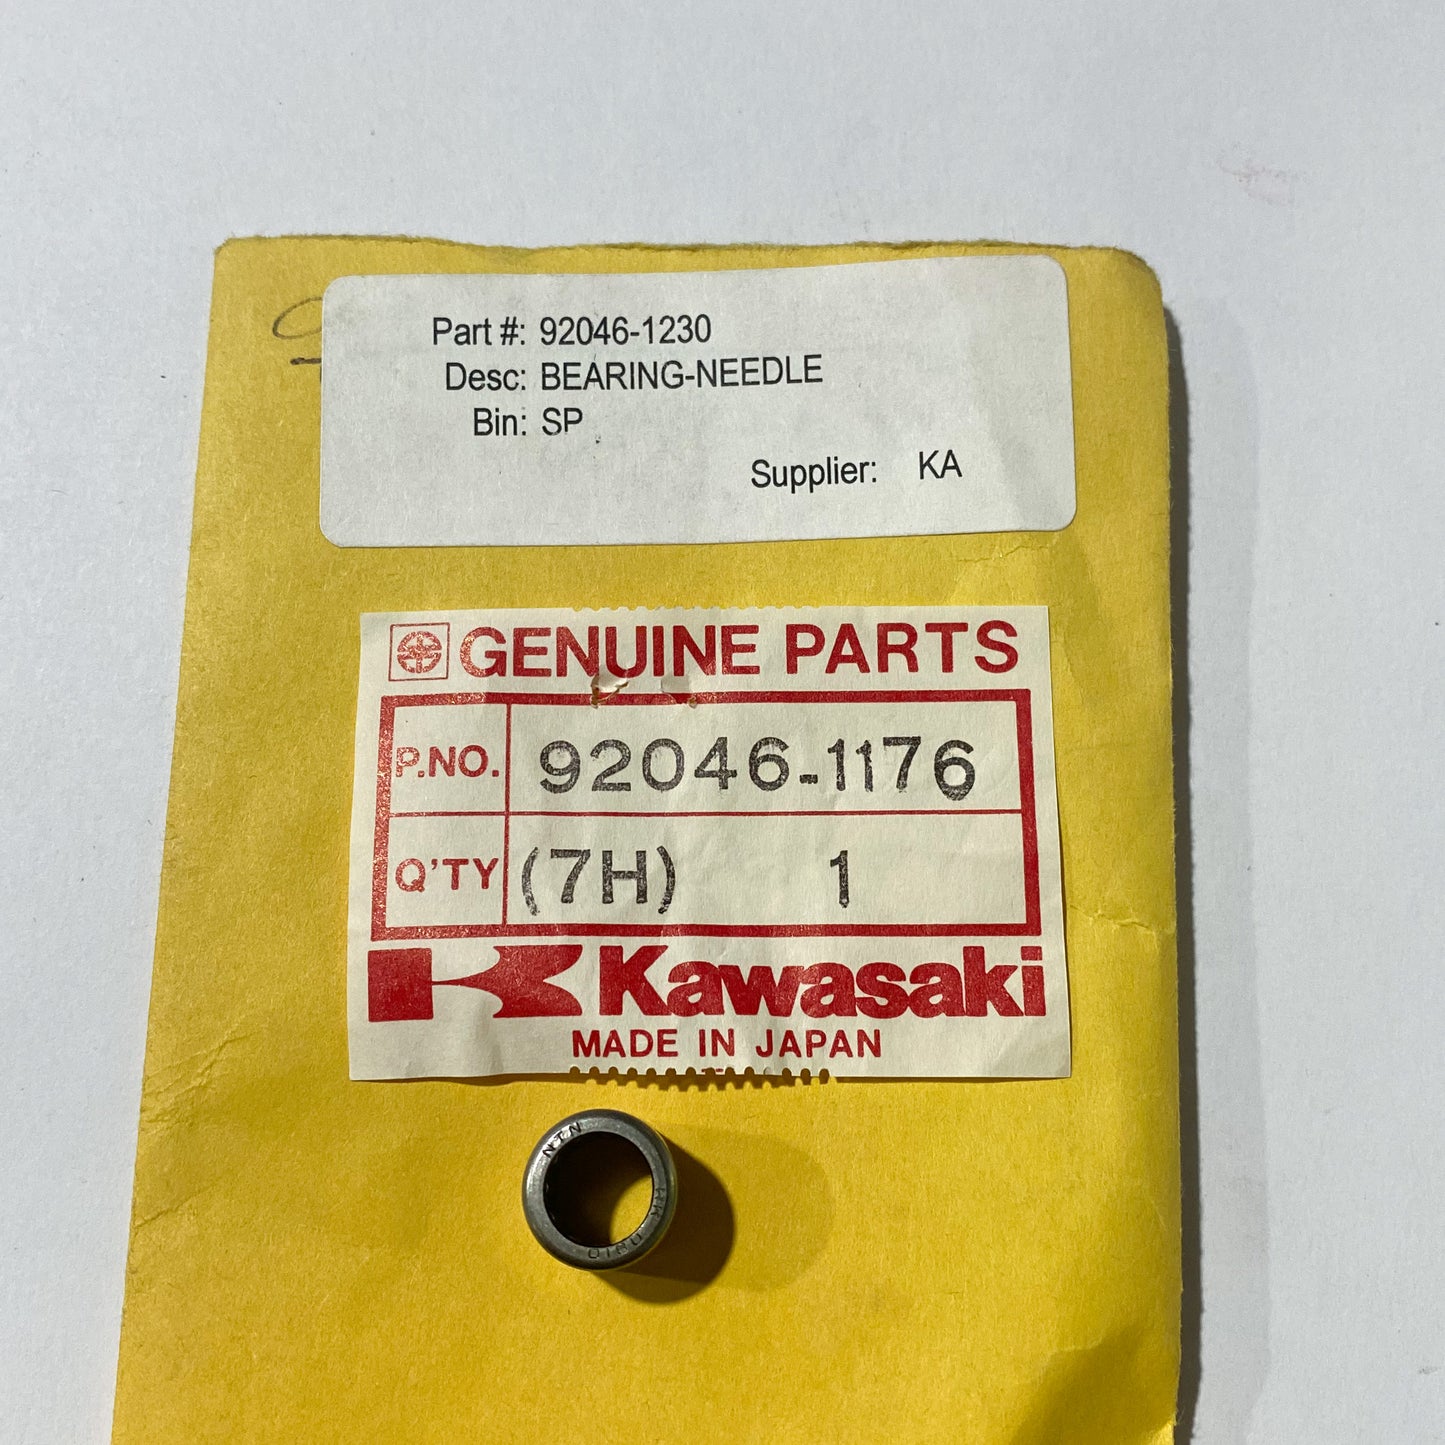 Part #: 92046-1230
Desc: BEARING-NEEDLE
Bin: SP
Supplier: KA
GENUINE PARTS
P.NO. 92046-1176
Q'TY (7H) 1
Kawasaki
MADE IN JAPAN
NTN